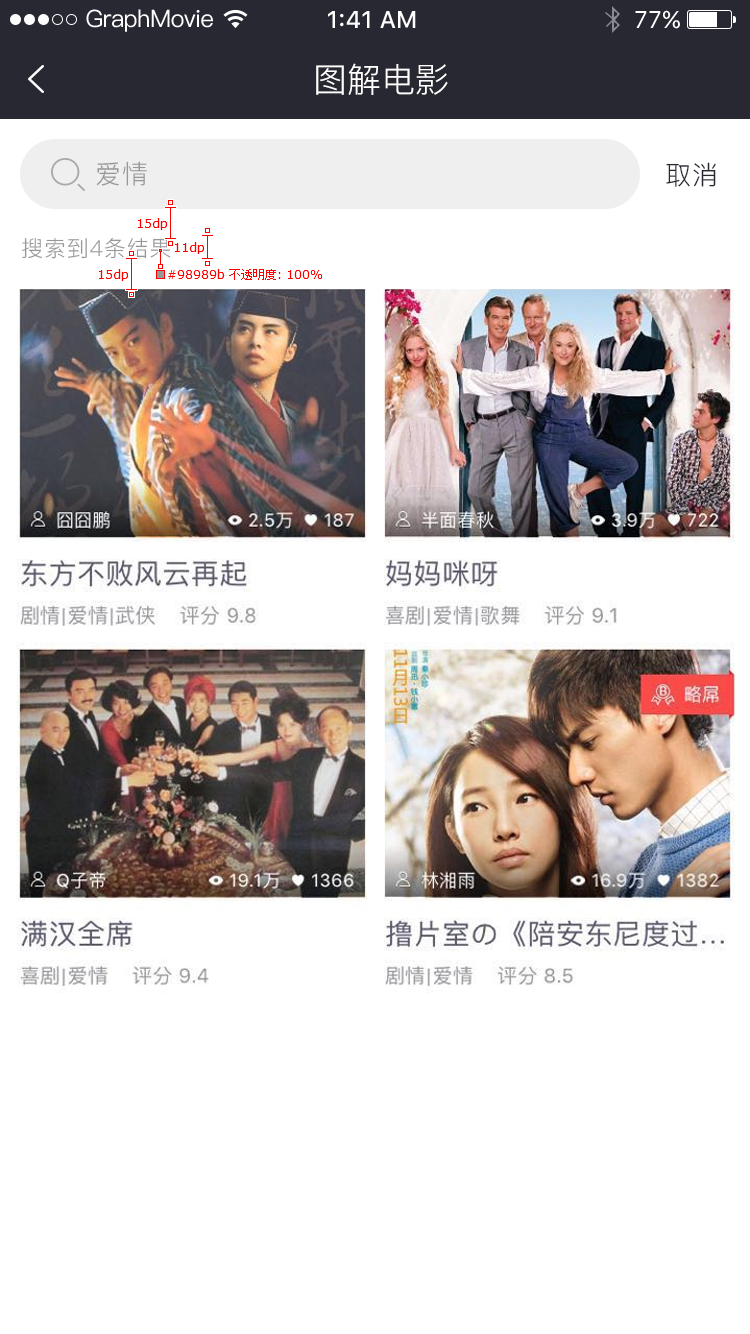 GraphMovie 1:41 AM 77%
图解电影
爱情 取消
15dp
搜索到4条结果 11dp
15dp #98989b 不透明度：100%
囧囧鹏 2.5万 187
半面春秋 3.9万 722
东方不败风云再起
妈妈咪呀
剧情|爱情|武侠 评分 9.8
喜剧|爱情|歌舞 评分 9.1
11月13日
周迅
略屌
Q子帝 19.1万 1366
林湘雨 16.9万 1382
满汉全席
撸片室の《陪安东尼度过...
喜剧|爱情 评分 9.4
剧情|爱情 评分 8.5